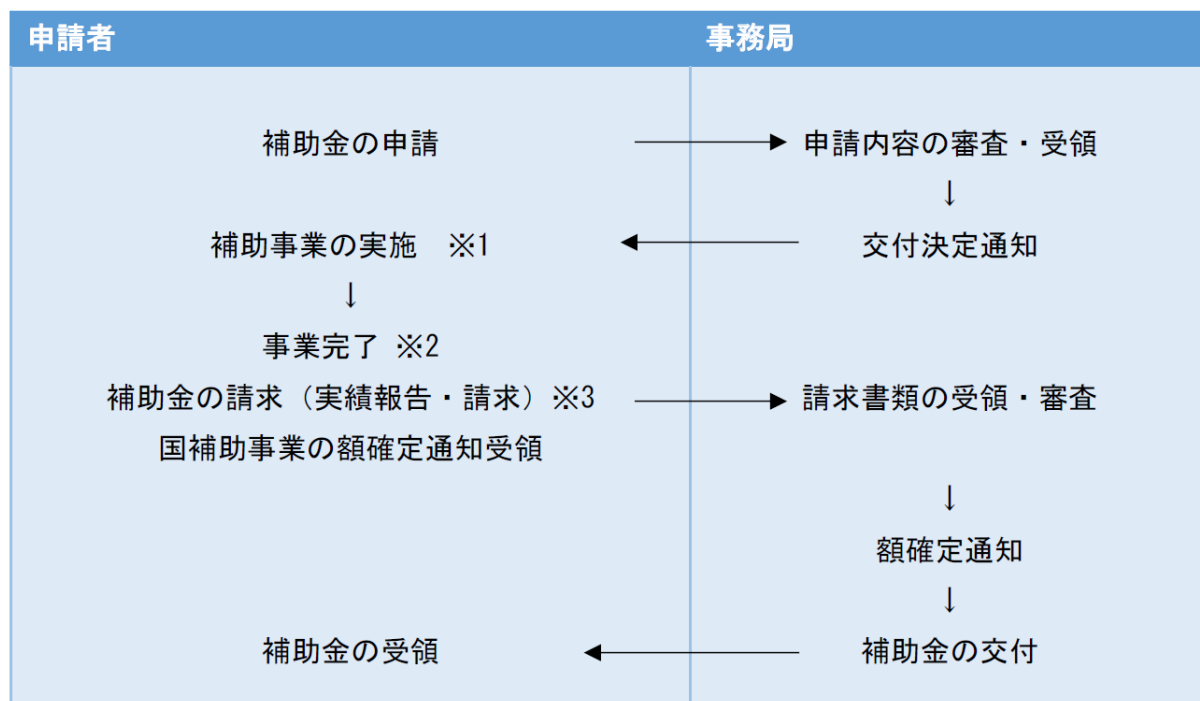 申請者 事務局
補助金の申請 → 申請内容の審査・受領
↓
補助事業の実施 ※1 ← 交付決定通知
↓
事業完了 ※2
補助金の請求(実績報告・請求)※3 → 請求書類の受領・審査
国補助事業の額確定通知受領
↓
額確定通知
↓
補助金の受領 ← 補助金の交付